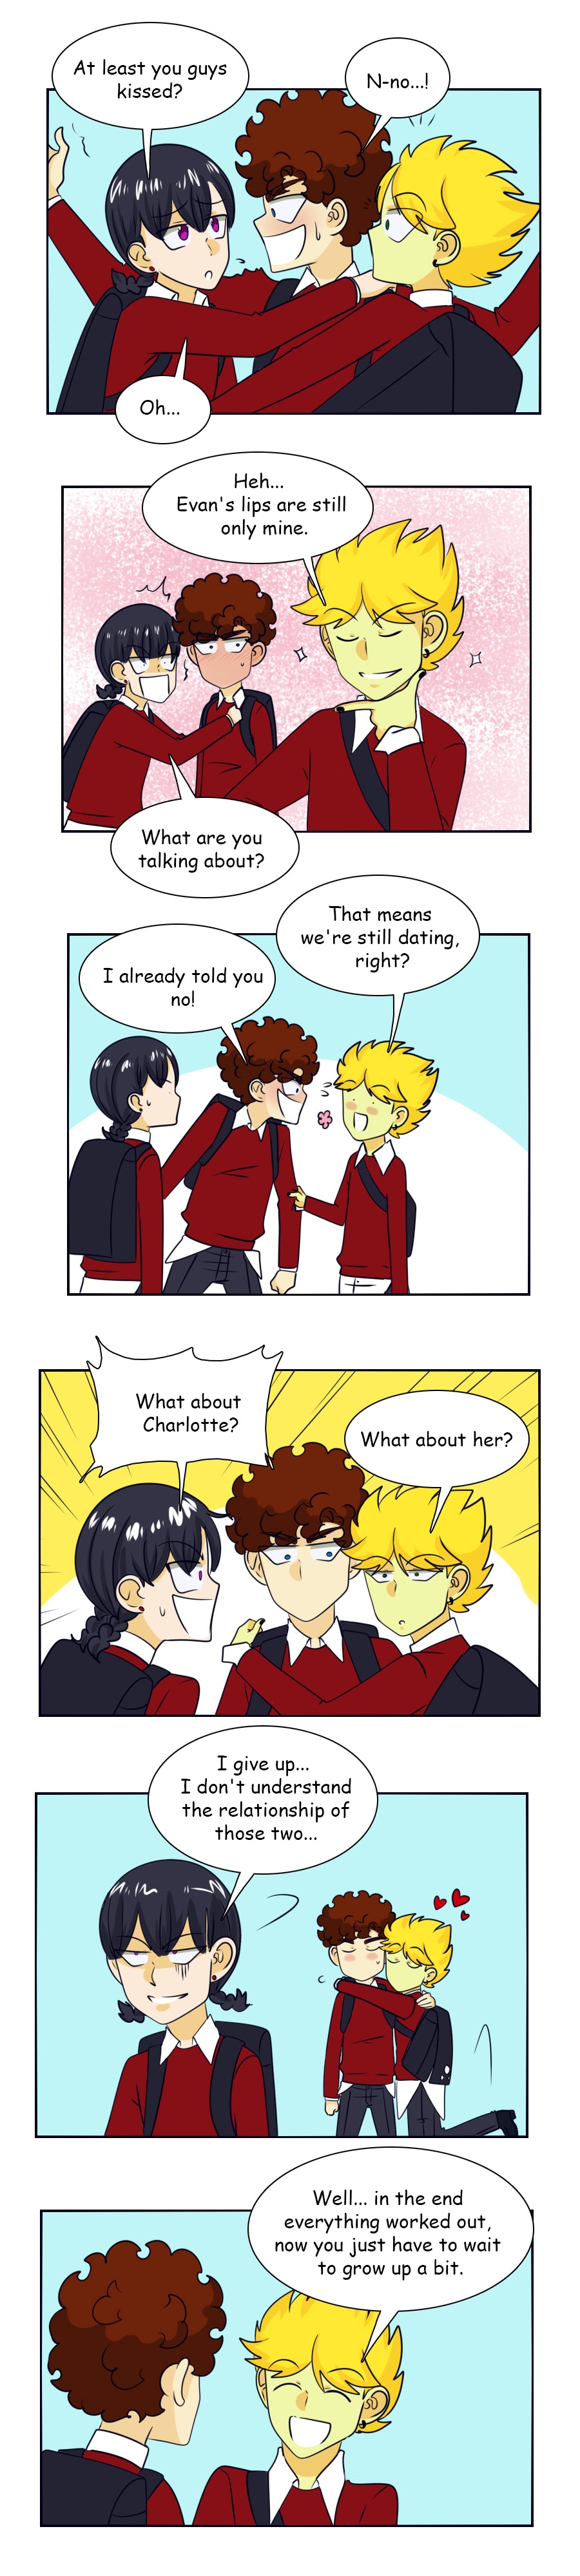 At least you guys
kissed?
N-no...!
Oh...
Heh...
Evan's lips are still
only mine.
What are you
talking about?
That means
we're still dating,
right?
I already told you
no!
What about
Charlotte?
What about her?
I give up...
I don't understand
the relationship of
those two...
Well... in the end
everything worked out,
now you just have to wait
to grow up a bit.